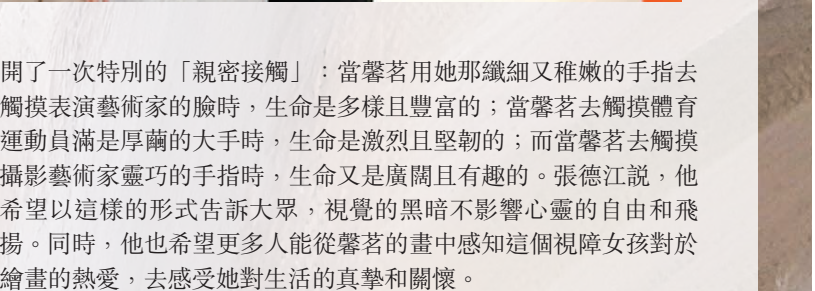 開了一次特別的「親密接觸」：當馨茗用她那纖細又稚嫩的手指去
觸摸表演藝術家的臉時，生命是多樣且豐富的；當馨茗去觸摸體育
運動員滿是厚繭的大手時，生命是激烈且堅韌的；而當馨茗去觸摸
攝影藝術家靈巧的手指時，生命又是廣闊且有趣的。張德江説，他
希望以這樣的形式告訴大眾，視覺的黑暗不影響心靈的自由和飛
揚。同時，他也希望更多人能從馨茗的畫中感知這個視障女孩對於
繪畫的熱愛，去感受她對生活的真摯和關懷。